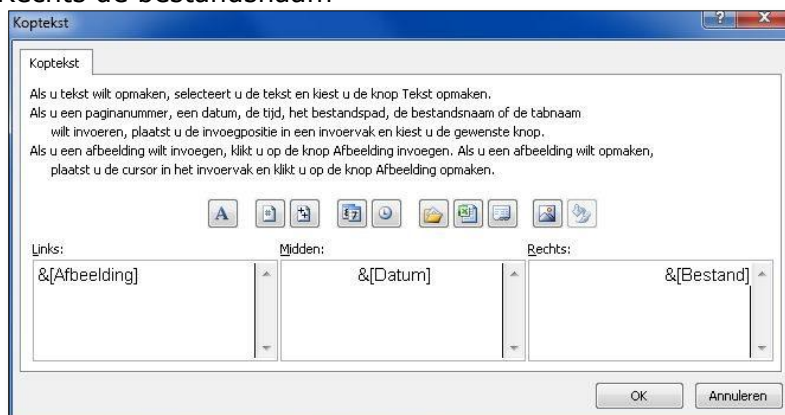 Rechts de bestandsnaam
Koptekst
Koptekst
Als u tekst wilt opmaken, selecteert u de tekst en kiest u de knop Tekst opmaken.
Als u een paginanummer, een datum, de tijd, het bestandspad, de bestandsnaam of de tabnaam
wilt invoeren, plaatst u de invoegpositie in een invoervak en kiest u de gewenste knop.
Als u een afbeelding wilt invoegen, klikt u op de knop Afbeelding invoegen. Als u een afbeelding wilt opmaken,
plaatst u de cursor in het invoervak en klikt u op de knop Afbeelding opmaken.
A
Links: Midden: Rechts:
&[Afbeelding] &[Datum] &[Bestand]
OK Annuleren